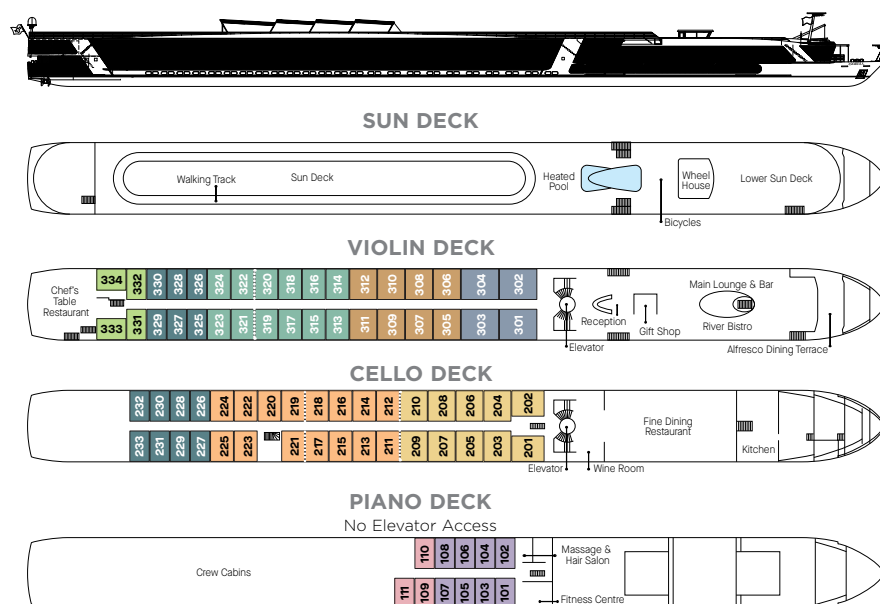 SUN DECK
Walking Track
Sun Deck
Heated
Pool
Wheel
House
Lower Sun Deck
Bicycles
VIOLIN DECK
Chef's
Table
Restaurant
334 332 330 328 326 324 322 320 318 316 314 312 310 308 306 304 302
333 331 329 327 325 323 321 319 317 315 313 311 309 307 305 303 301
Elevator
Reception
Gift Shop
Main Lounge & Bar
River Bistro
Alfresco Dining Terrace
CELLO DECK
232 230 228 226 224 222 220 219 218 216 214 212 210 208 206 204 202
233 231 229 227 225 223 221 217 215 213 211 209 207 205 203 201
Elevator
Wine Room
Fine Dining
Restaurant
Kitchen
PIANO DECK
No Elevator Access
Crew Cabins
110 108 106 104 102
111 109 107 105 103 101
Massage &
Hair Salon
Fitness Centre